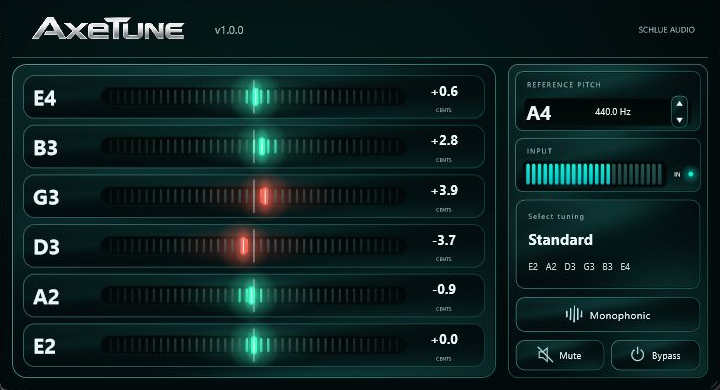 AXETUNE v1.0.0 SCHLUE AUDIO
E4 +0.6
CENTS
B3 +2.8
CENTS
G3 +3.9
CENTS
D3 -3.7
CENTS
A2 -0.9
CENTS
E2 +0.0
CENTS
REFERENCE PITCH
A4 440.0 Hz
INPUT
IN
Select tuning
Standard
E2 A2 D3 G3 B3 E4
Monophonic
Mute Bypass